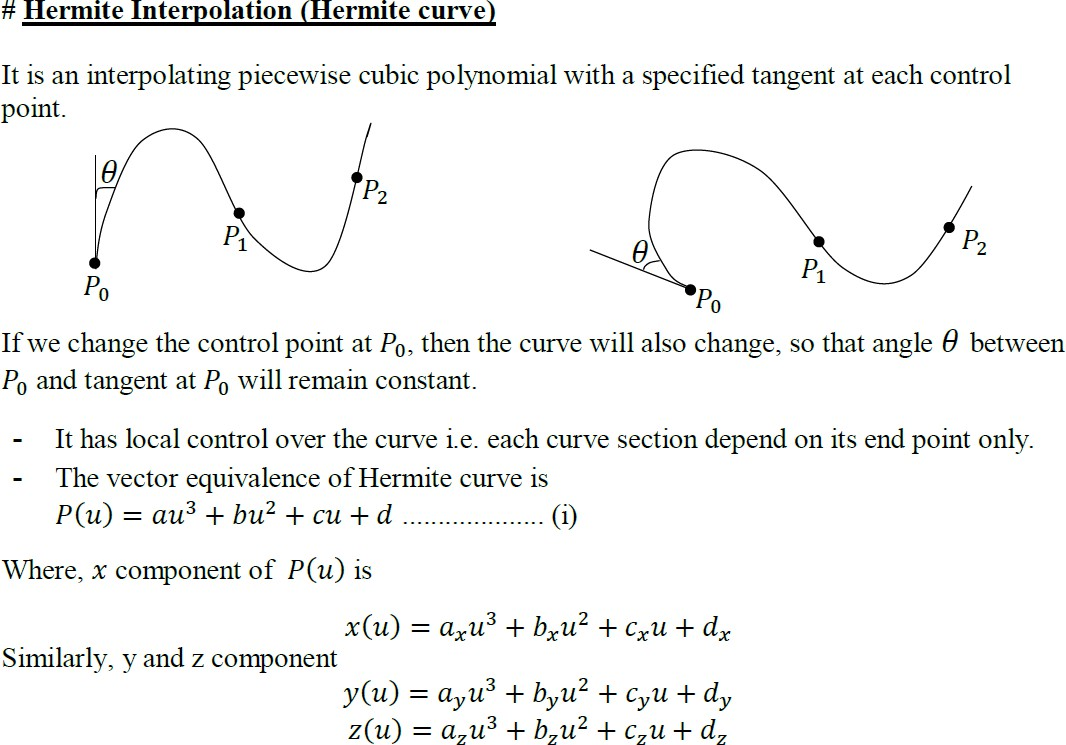 # Hermite Interpolation (Hermite curve)
It is an interpolating piecewise cubic polynomial with a specified tangent at each control
point.
θ
P₀
P₁
P₂
θ
P₀
P₁
P₂
If we change the control point at P₀, then the curve will also change, so that angle θ between
P₀ and tangent at P₀ will remain constant.
- It has local control over the curve i.e. each curve section depend on its end point only.
- The vector equivalence of Hermite curve is
P(u) = au³ + bu² + cu + d .................... (i)
Where, x component of P(u) is
x(u) = aₓu³ + bₓu² + cₓu + dₓ
Similarly, y and z component
y(u) = a_yu³ + b_yu² + c_yu + d_y
z(u) = a_zu³ + b_zu² + c_zu + d_z